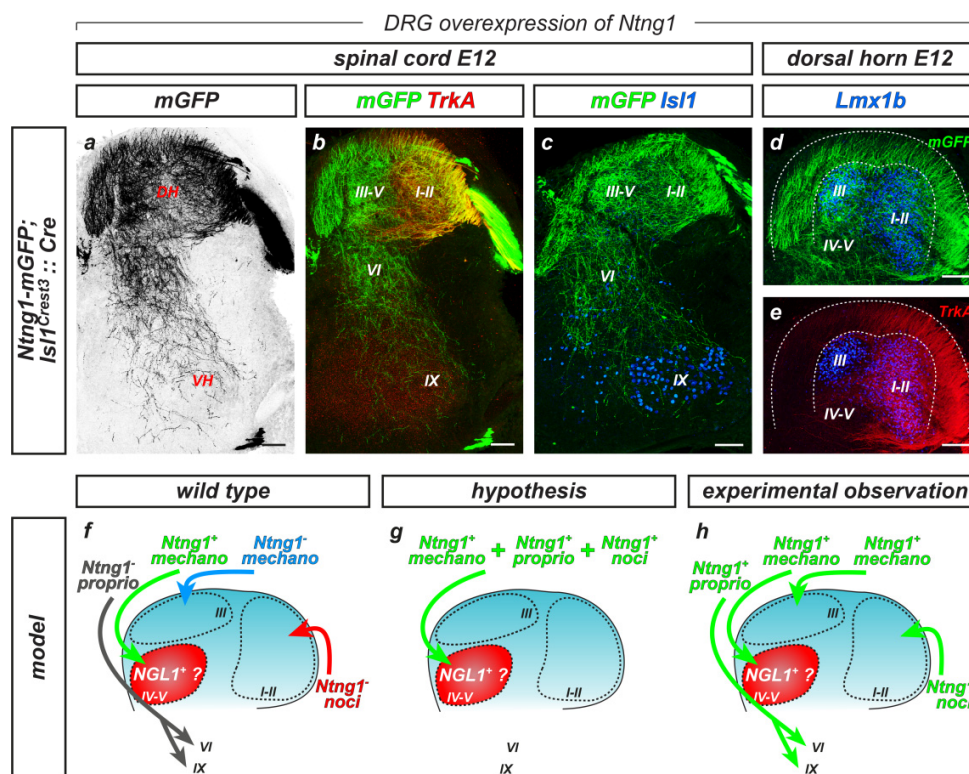 DRG overexpression of Ntng1
spinal cord E12
dorsal horn E12
mGFP
mGFP TrkA
mGFP Isl1
Lmx1b
Ntng1-mGFP;
Isl1Crest3 :: Cre
a
DH
VH
b
III-V
I-II
VI
IX
c
III-V
I-II
VI
IX
d
mGFP
III
I-II
IV-V
e
TrkA
III
I-II
IV-V
wild type
hypothesis
experimental observation
model
f
Ntng1+
mechano
Ntng1-
mechano
Ntng1-
proprio
III
NGL1+ ?
IV-V
I-II
Ntng1-
noci
VI
IX
g
Ntng1+
mechano
+
Ntng1+
proprio
+
Ntng1+
noci
III
NGL1+ ?
IV-V
I-II
VI
IX
h
Ntng1+
mechano
Ntng1+
mechano
Ntng1+
proprio
III
NGL1+ ?
IV-V
I-II
noci
VI
IX